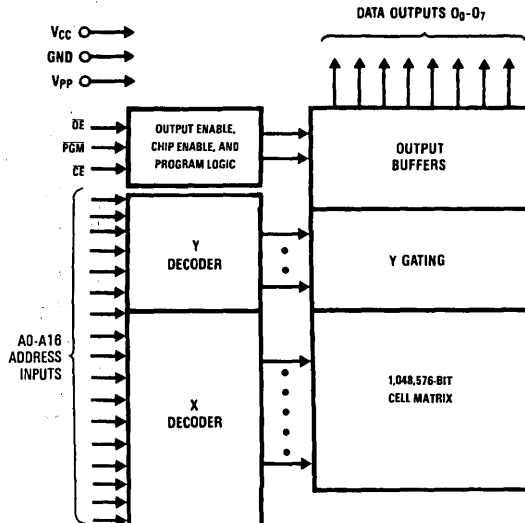 DATA OUTPUTS O₀-O₇
VCC
GND
VPP
OE
PGM
CE
OUTPUT ENABLE,
CHIP ENABLE, AND
PROGRAM LOGIC
OUTPUT
BUFFERS
Y
DECODER
Y GATING
A0-A16
ADDRESS
INPUTS
X
DECODER
1,048,576-BIT
CELL MATRIX